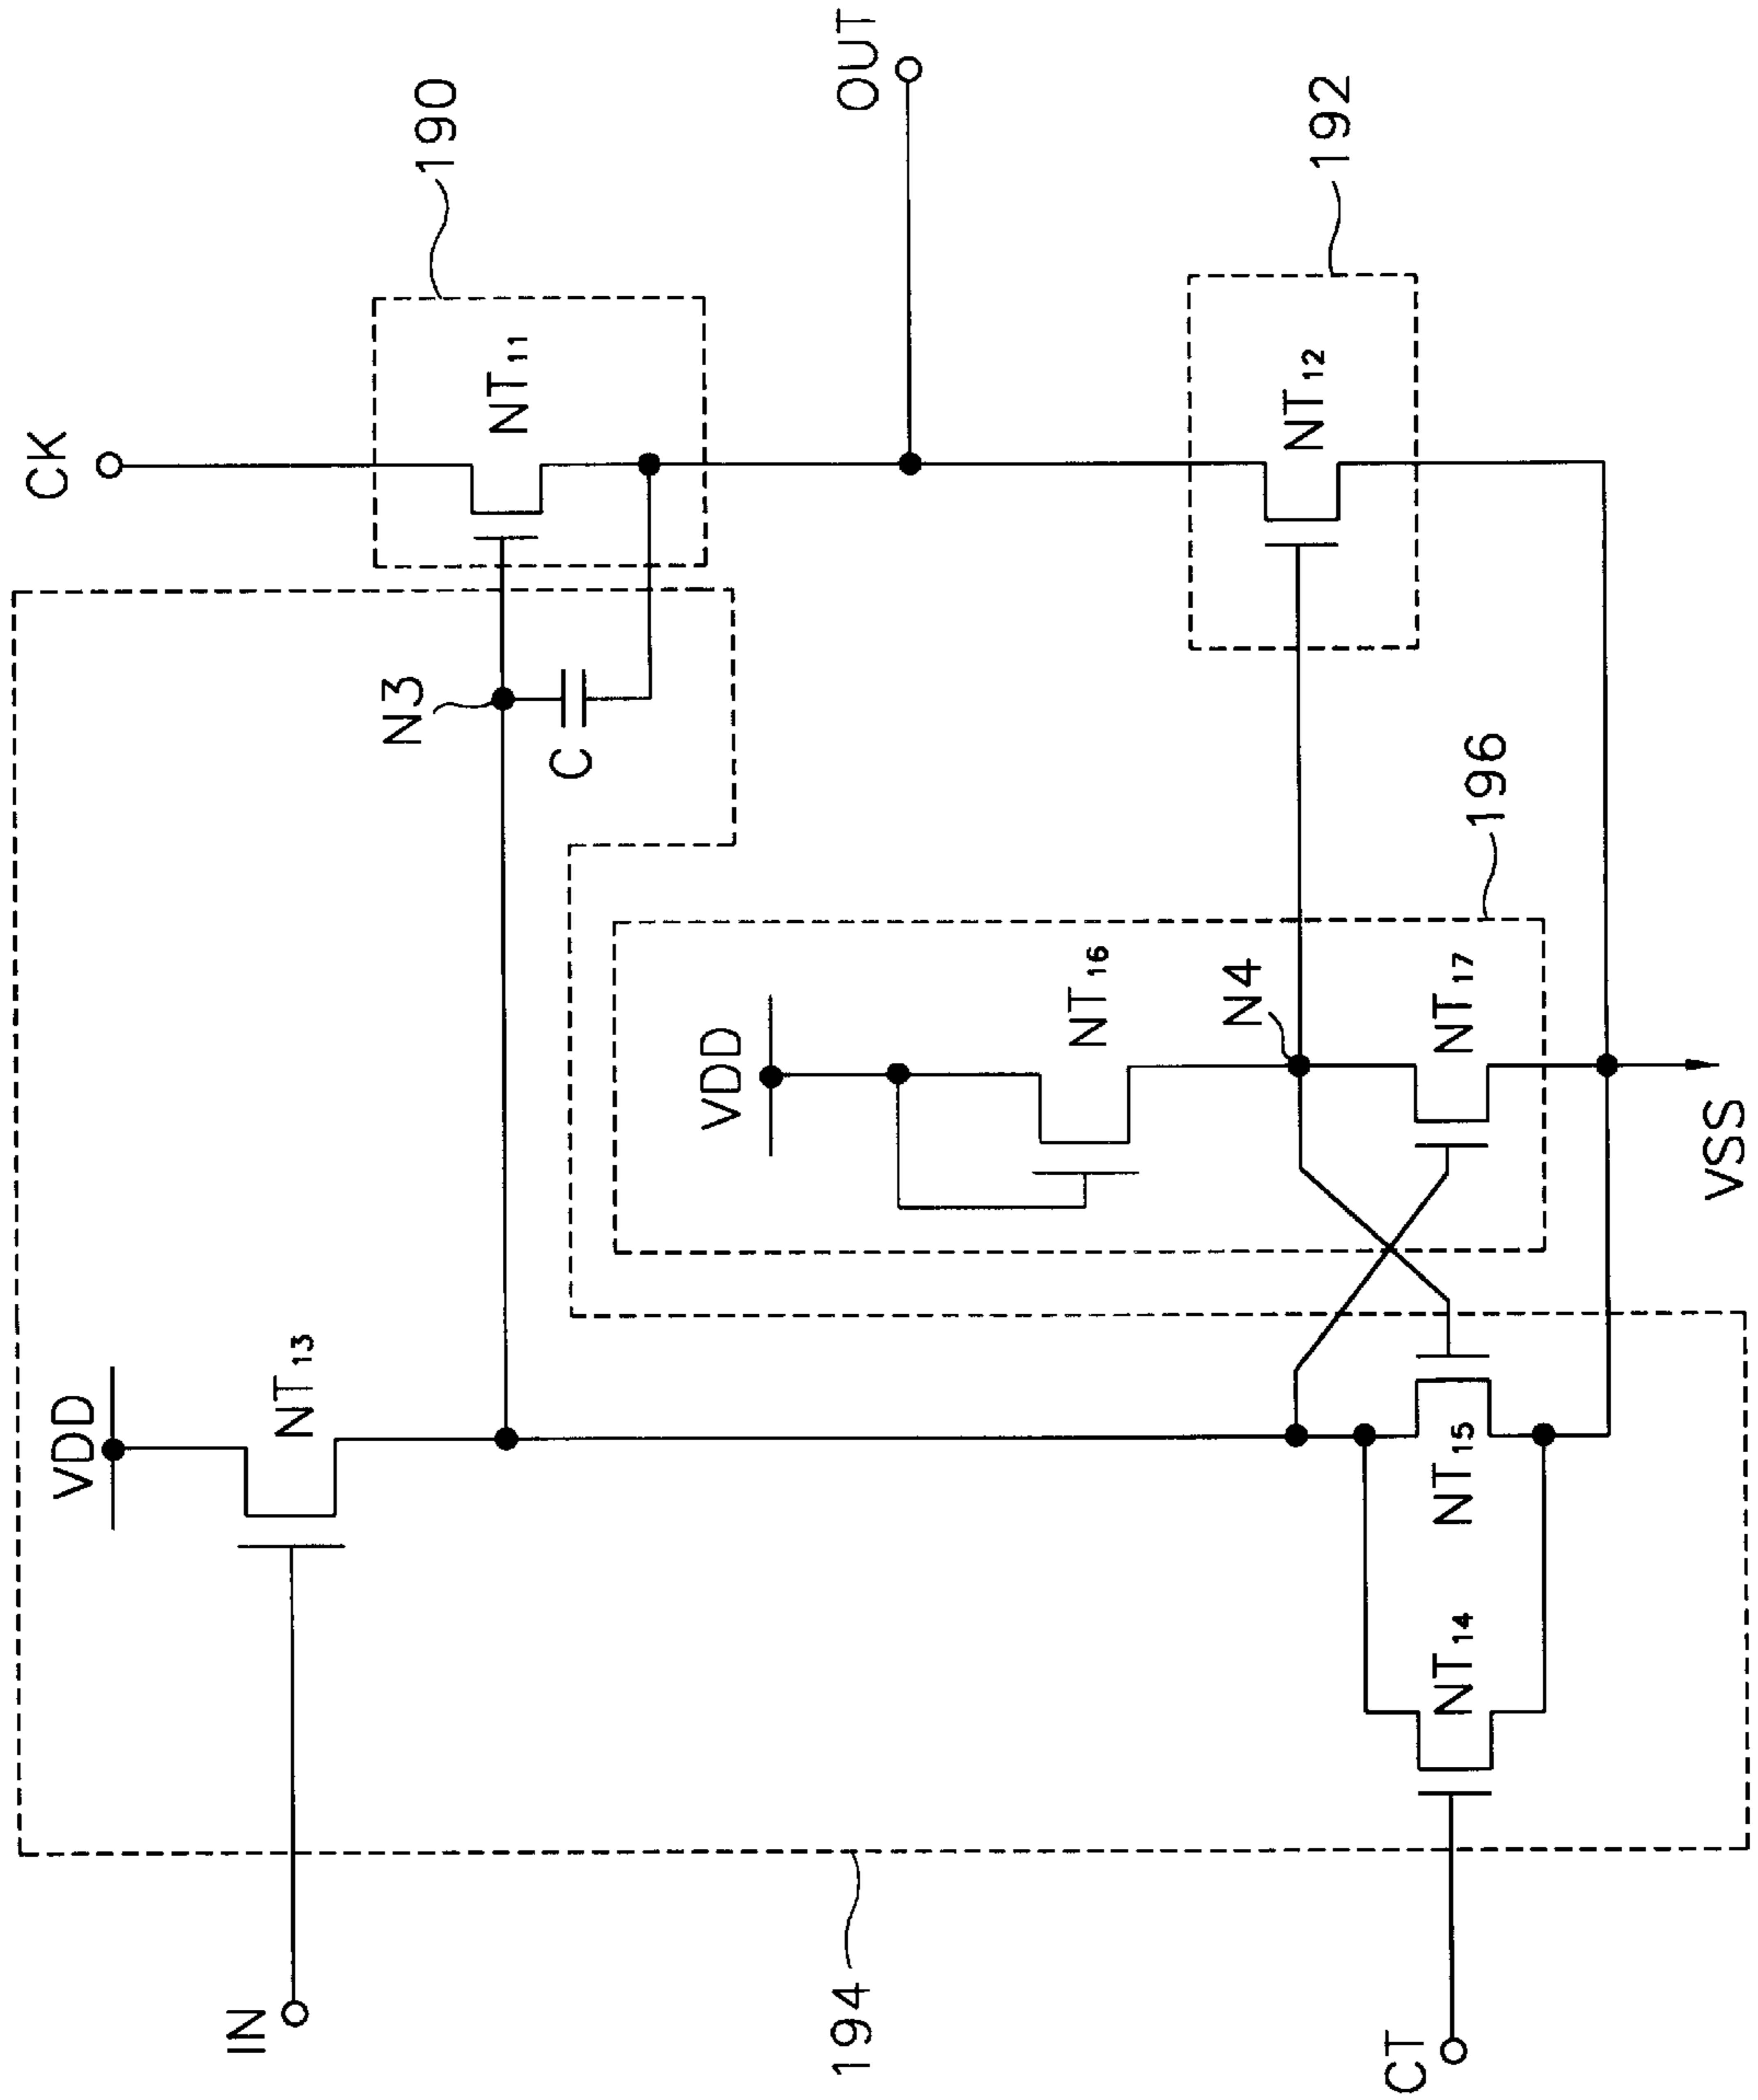 CK
190
NT11
OUT
N3
C
192
NT12
VDD
NT13
VDD
NT16
196
N4
NT17
IN
NT15
NT14
VSS
194
CT